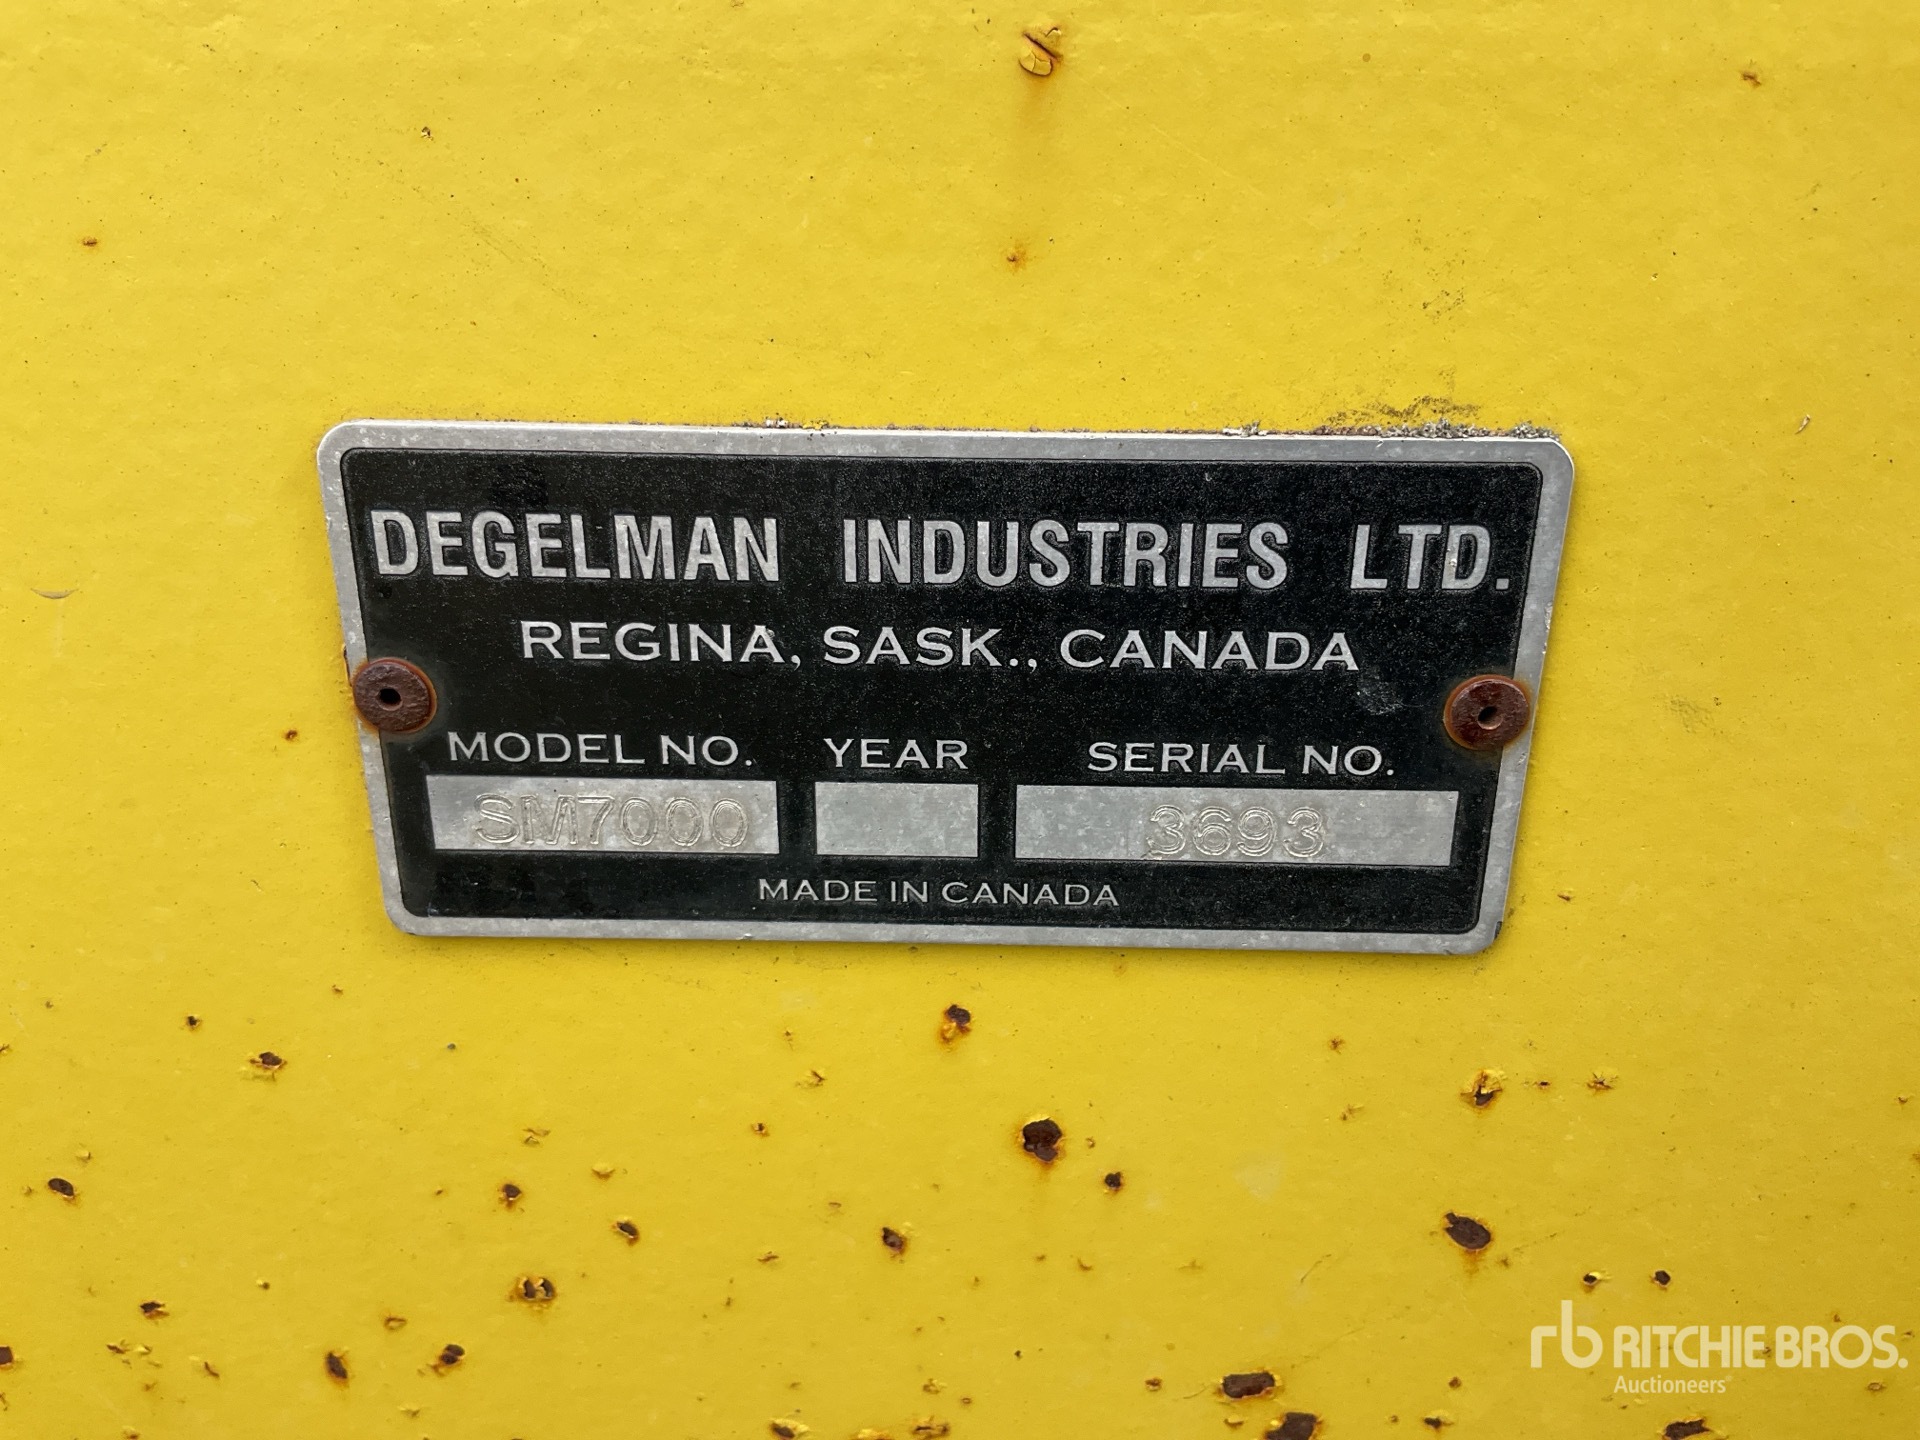 DEGELMAN INDUSTRIES LTD.
REGINA, SASK., CANADA
MODEL NO. YEAR SERIAL NO.
SM7000 3693
MADE IN CANADA
rb RITCHIE BROS.
Auctioneers